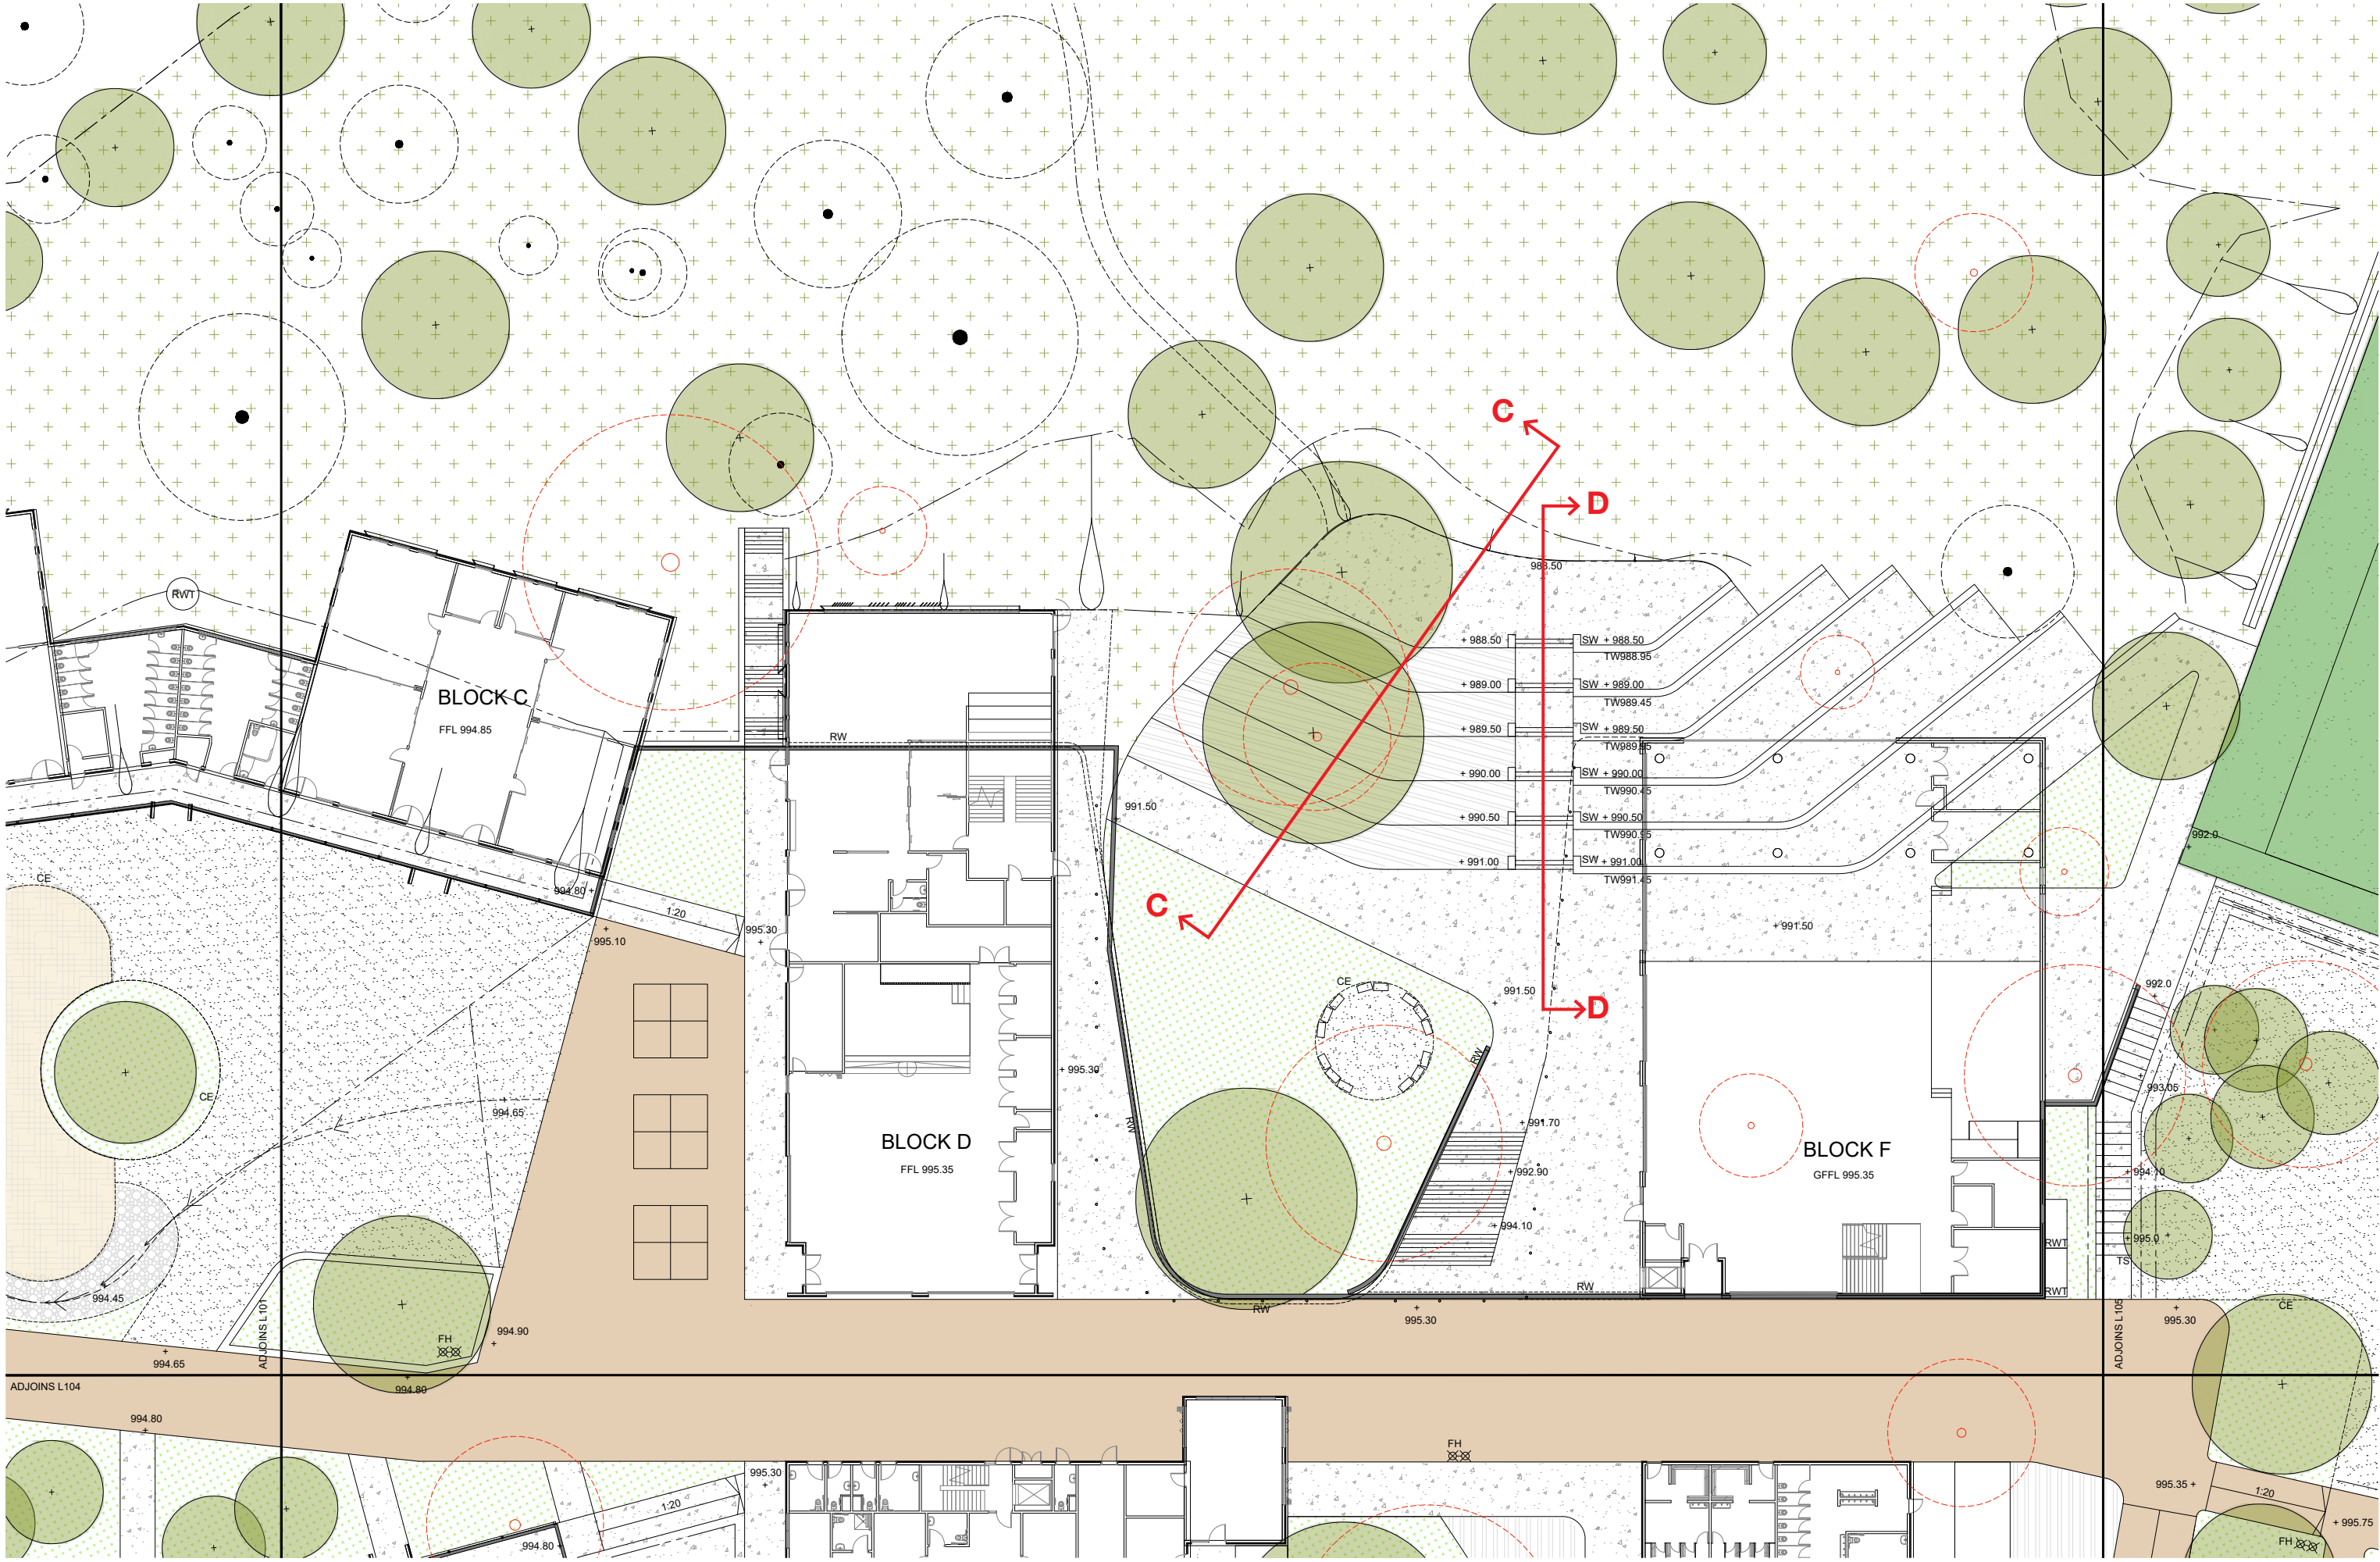 C
D
988.50
RWT
+ 988.50
SW + 988.50
TW988.95
+ 989.00
SW + 989.00
TW989.45
BLOCK C
FFL 994.85
+ 989.50
SW + 989.50
TW989.95
RW
+ 990.00
SW + 990.00
TW990.45
991.50
+ 990.50
SW + 990.50
TW990.95
992.0
+ 991.00
SW + 991.00
TW991.45
CE
994.80 +
1:20
C
995.30
995.10
+ 991.50
CE
991.50
992.0
D
RW
+ 995.30
993.05
CE
994.65
RW
+ 991.70
BLOCK D
FFL 995.35
BLOCK F
GFFL 995.35
+ 992.90
+ 994.10
+ 994.10
+ 995.0
RWT
TS
RW
RWT
994.45
RW
CE
995.30
995.30
994.90
FH
994.65
ADJOINS L101
ADJOINS L105
ADJOINS L104
994.80
994.80
FH
995.30
1:20
994.80 +
995.35 +
1:20
+ 995.75
FH